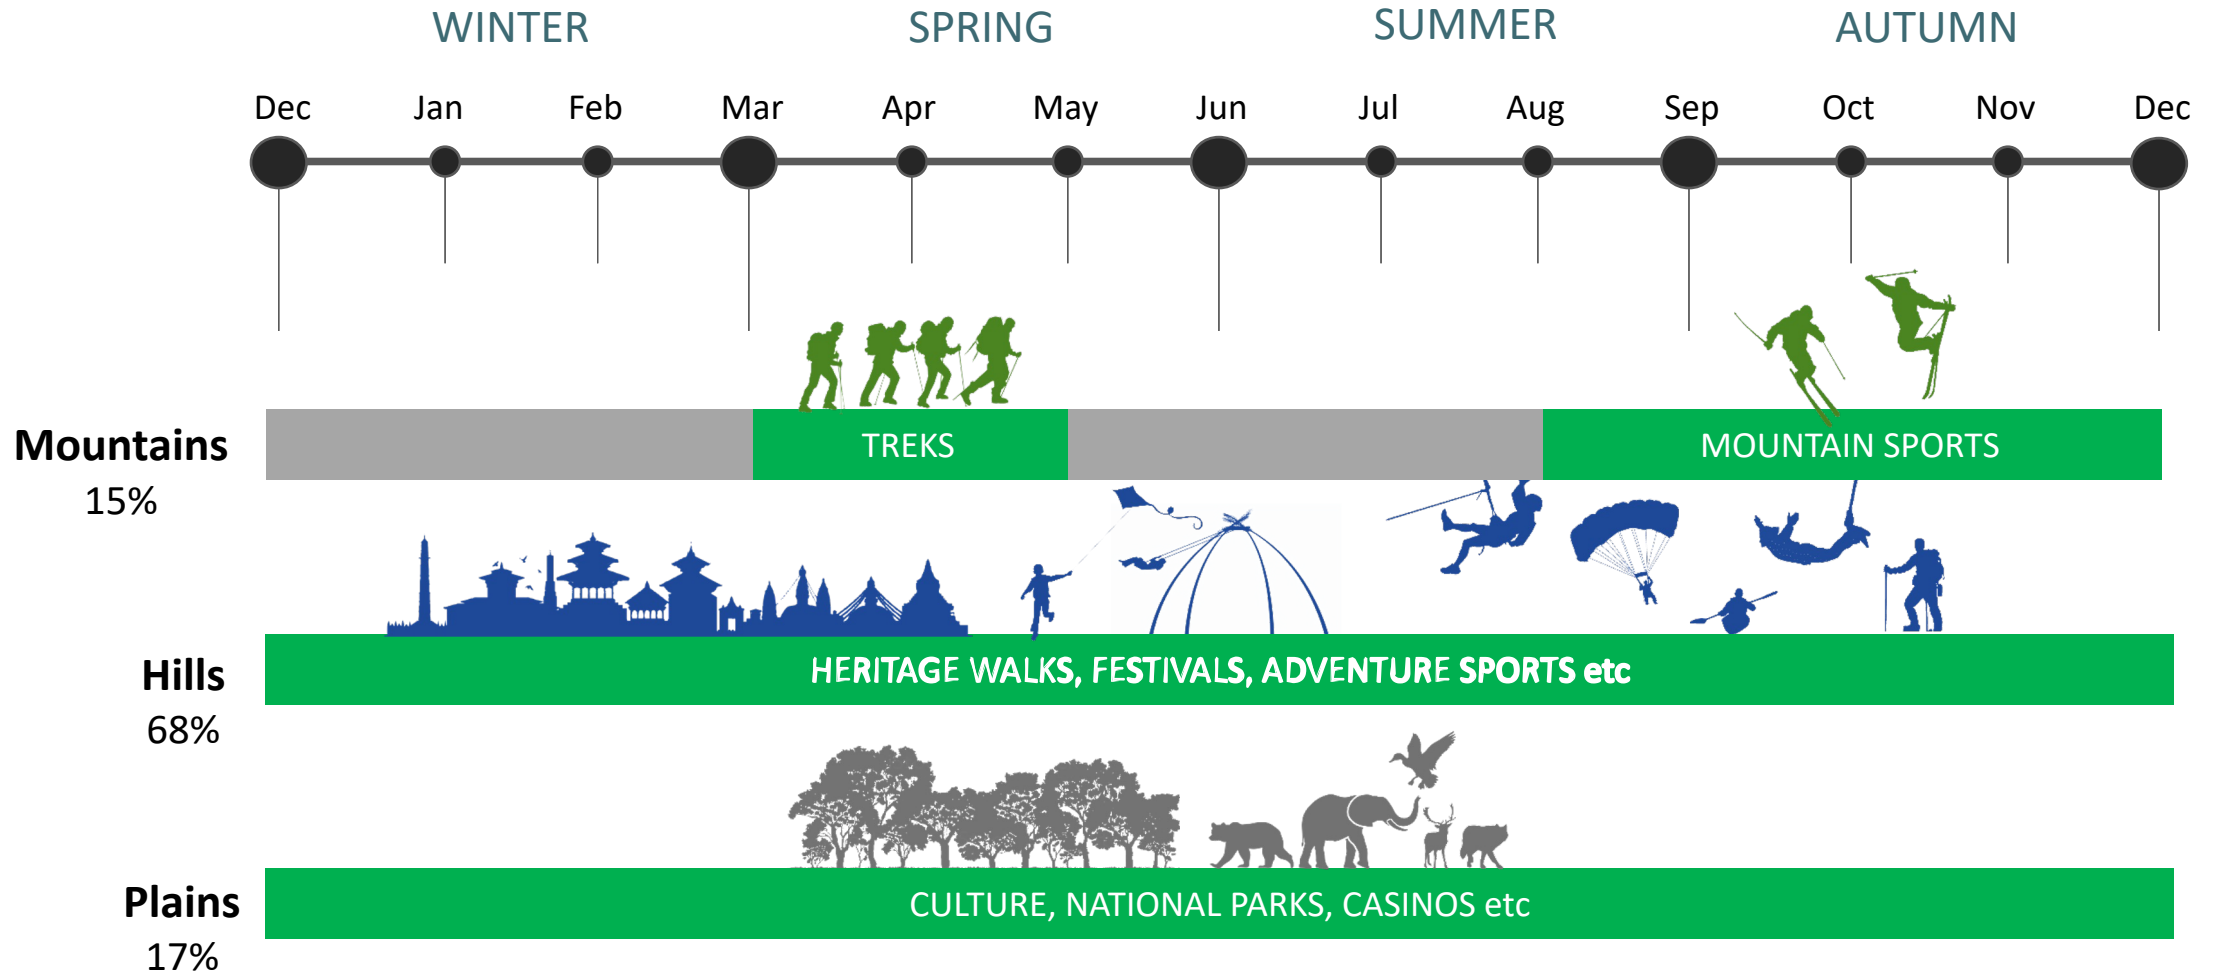 WINTER SPRING SUMMER AUTUMN
Dec Jan Feb Mar Apr May Jun Jul Aug Sep Oct Nov Dec
Mountains
15%
TREKS
MOUNTAIN SPORTS
Hills
68%
HERITAGE WALKS, FESTIVALS, ADVENTURE SPORTS etc
Plains
17%
CULTURE, NATIONAL PARKS, CASINOS etc